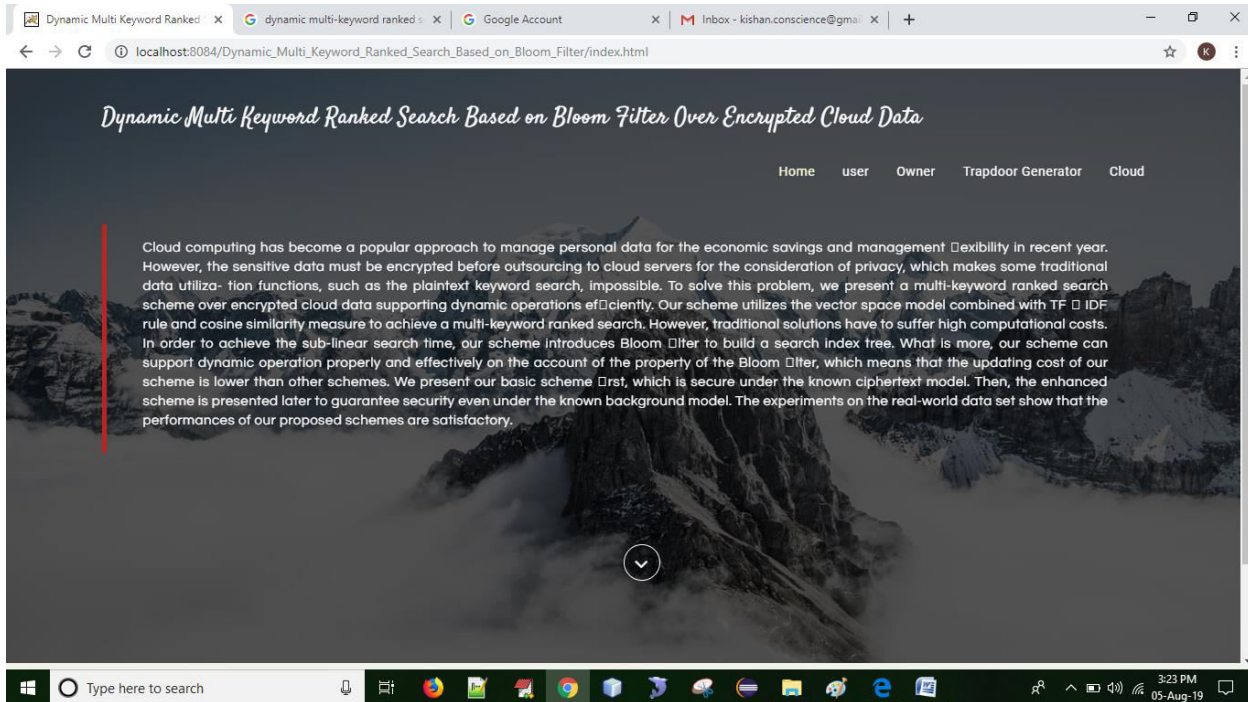 Dynamic Multi Keyword Ranked
dynamic multi-keyword ranked s
Google Account
Inbox - kishan.conscience@gmai
localhost:8084/Dynamic_Multi_Keyword_Ranked_Search_Based_on_Bloom_Filter/index.html
K
Dynamic Multi Keyword Ranked Search Based on Bloom Filter Over Encrypted Cloud Data
Home user Owner Trapdoor Generator Cloud
Cloud computing has become a popular approach to manage personal data for the economic savings and management □exibility in recent year.
However, the sensitive data must be encrypted before outsourcing to cloud servers for the consideration of privacy, which makes some traditional
data utiliza- tion functions, such as the plaintext keyword search, impossible. To solve this problem, we present a multi-keyword ranked search
scheme over encrypted cloud data supporting dynamic operations ef□ciently. Our scheme utilizes the vector space model combined with TF □ IDF
rule and cosine similarity measure to achieve a multi-keyword ranked search. However, traditional solutions have to suffer high computational costs.
In order to achieve the sub-linear search time, our scheme introduces Bloom □lter to build a search index tree. What is more, our scheme can
support dynamic operation properly and effectively on the account of the property of the Bloom □lter, which means that the updating cost of our
scheme is lower than other schemes. We present our basic scheme □rst, which is secure under the known ciphertext model. Then, the enhanced
scheme is presented later to guarantee security even under the known background model. The experiments on the real-world data set show that the
performances of our proposed schemes are satisfactory.
Type here to search
3:23 PM
05-Aug-19